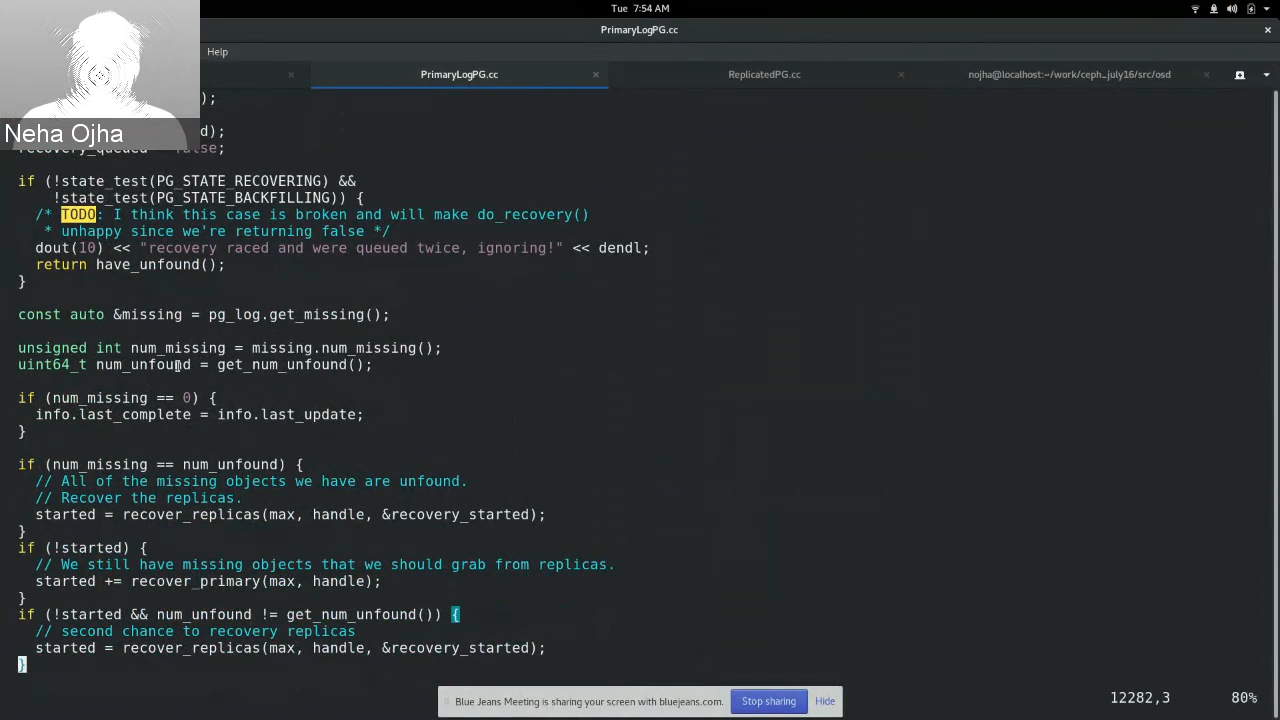 Tue 7:54 AM
PrimaryLogPG.cc
Help
PrimaryLogPG.cc ReplicatedPG.cc nojha@localhost:~/work/ceph_july16/src/osd
Neha Ojha
);
d);
recovery_queued = false;
if (!state_test(PG_STATE_RECOVERING) &&
!state_test(PG_STATE_BACKFILLING)) {
/* TODO: I think this case is broken and will make do_recovery()
* unhappy since we're returning false */
dout(10) << "recovery raced and were queued twice, ignoring!" << dendl;
return have_unfound();
}
const auto &missing = pg_log.get_missing();
unsigned int num_missing = missing.num_missing();
uint64_t num_unfound = get_num_unfound();
if (num_missing == 0) {
info.last_complete = info.last_update;
}
if (num_missing == num_unfound) {
// All of the missing objects we have are unfound.
// Recover the replicas.
started = recover_replicas(max, handle, &recovery_started);
}
if (!started) {
// We still have missing objects that we should grab from replicas.
started += recover_primary(max, handle);
}
if (!started && num_unfound != get_num_unfound()) {
// second chance to recovery replicas
started = recover_replicas(max, handle, &recovery_started);
}
Blue Jeans Meeting is sharing your screen with bluejeans.com. Stop sharing Hide
12282,3 80%